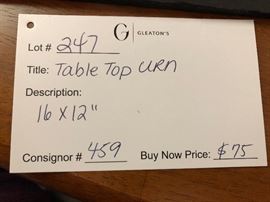 G | GLEATON'S
Lot # 247
Title: Table Top urn
Description:
16 x 12"
Consignor # 459 Buy Now Price: $75